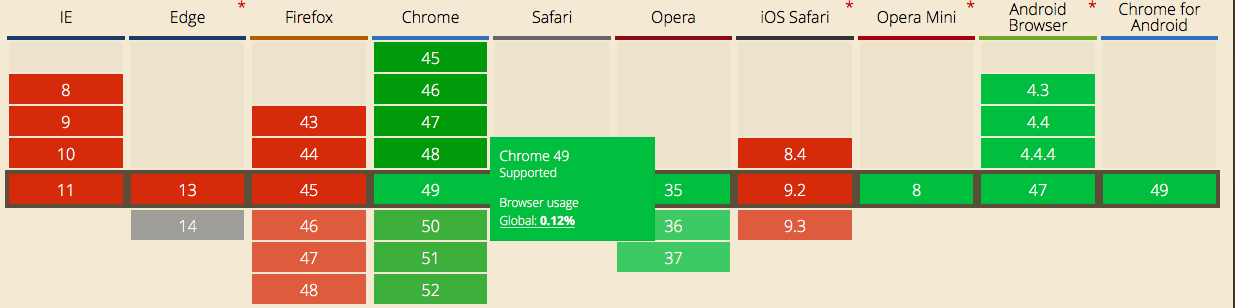 IE Edge * Firefox Chrome Safari Opera iOS Safari * Opera Mini * Android Browser * Chrome for Android
45
8 46 4.3
9 43 47 4.4
10 44 48 8.4 4.4.4
11 13 45 49 35 9.2 8 47 49
14 46 50 36 9.3
47 51 37
48 52
Chrome 49
Supported
Browser usage
Global: 0.12%